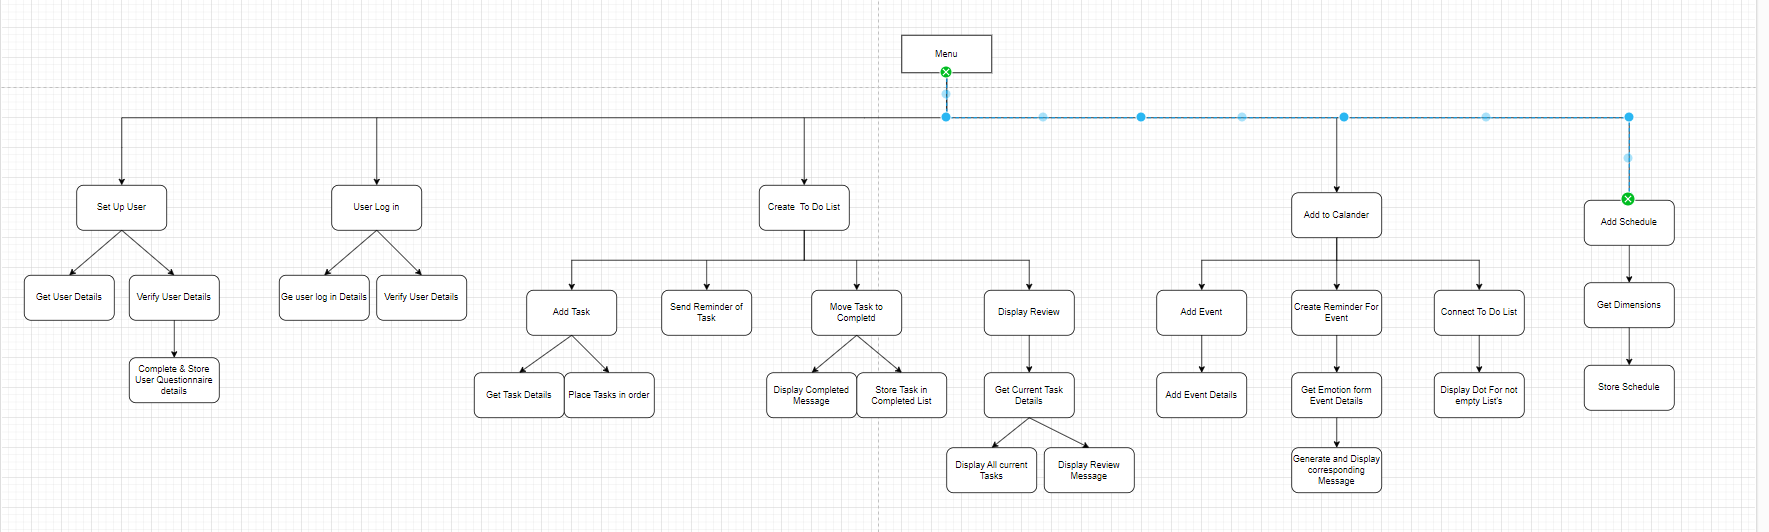 Menu
Set Up User
User Log in
Create To Do List
Add to Calander
Add Schedule
Get User Details
Verify User Details
Ge user log in Details
Verify User Details
Add Task
Send Reminder of
Task
Move Task to
Completd
Display Review
Add Event
Create Reminder For
Event
Connect To Do List
Get Dimensions
Complete & Store
User Questionnaire
details
Get Task Details
Place Tasks in order
Display Completed
Message
Store Task in
Completed List
Get Current Task
Details
Add Event Details
Get Emotion form
Event Details
Display Dot For not
empty List's
Store Schedule
Display All current
Tasks
Display Review
Message
Generate and Display
corresponding
Message